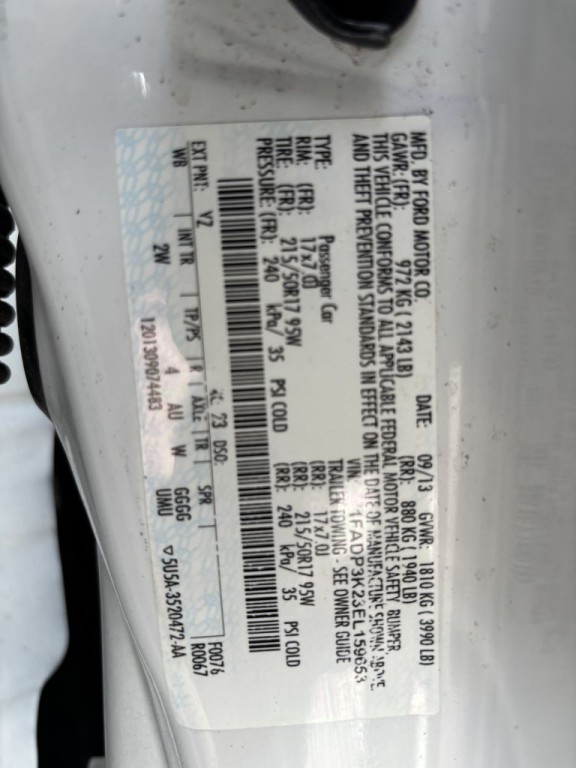 MFD. BY FORD MOTOR CO. DATE: 09/13 GVWR: 1810 KG ( 3990 LB)
GAWR: (FR): 972 KG ( 2143 LB) (RR): 880 KG ( 1940 LB)
THIS VEHICLE CONFORMS TO ALL APPLICABLE FEDERAL MOTOR VEHICLE SAFETY BUMPER
AND THEFT PREVENTION STANDARDS IN EFFECT ON THE DATE OF MANUFACTURE SHOWN ABOVE
VIN: 1FADP3K23EL159653
TYPE: Passenger Car TRAILER TOWING - SEE OWNER GUIDE
RIM: (FR): 17x7.0J (RR): 17x7.0J
TIRE: (FR): 215/50R17 95W (RR): 215/50R17 95W
PRESSURE: (FR): 240 kPa/ 35 PSI COLD (RR): 240 kPa/ 35 PSI COLD
EXT PNT: YZ RC: 23 DSO: F0076
WB INT TR TP/PS R AXLE TR SPR R0067
2W 4 AU W GGGG
1201309074483 UMU ▽5U5A-3520472-AA